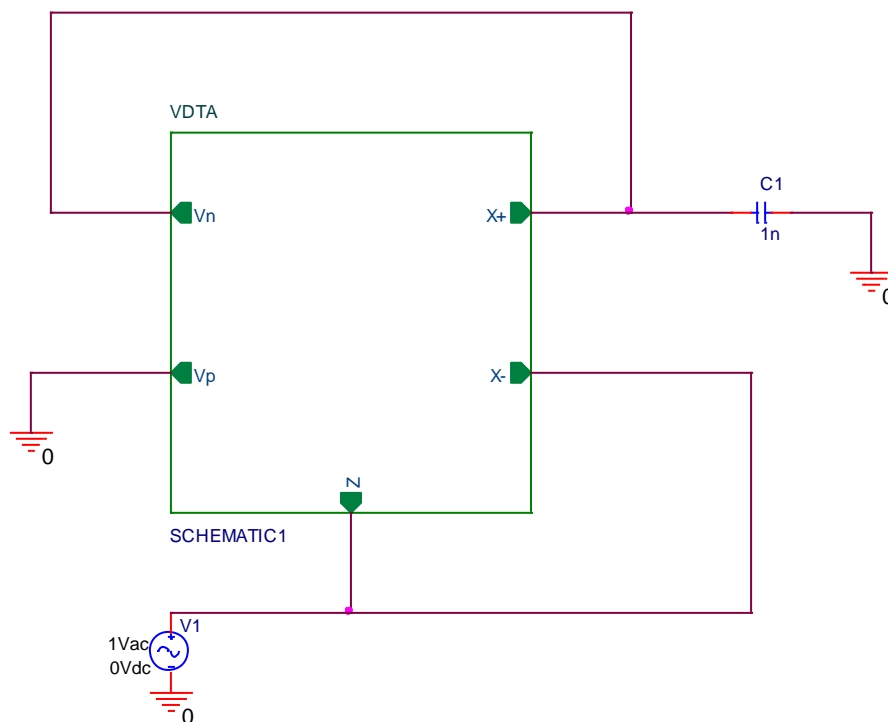 VDTA
C1
Vn
X+
1n
0
Vp
X-
0
Z
SCHEMATIC1
V1
1Vac
0Vdc
0